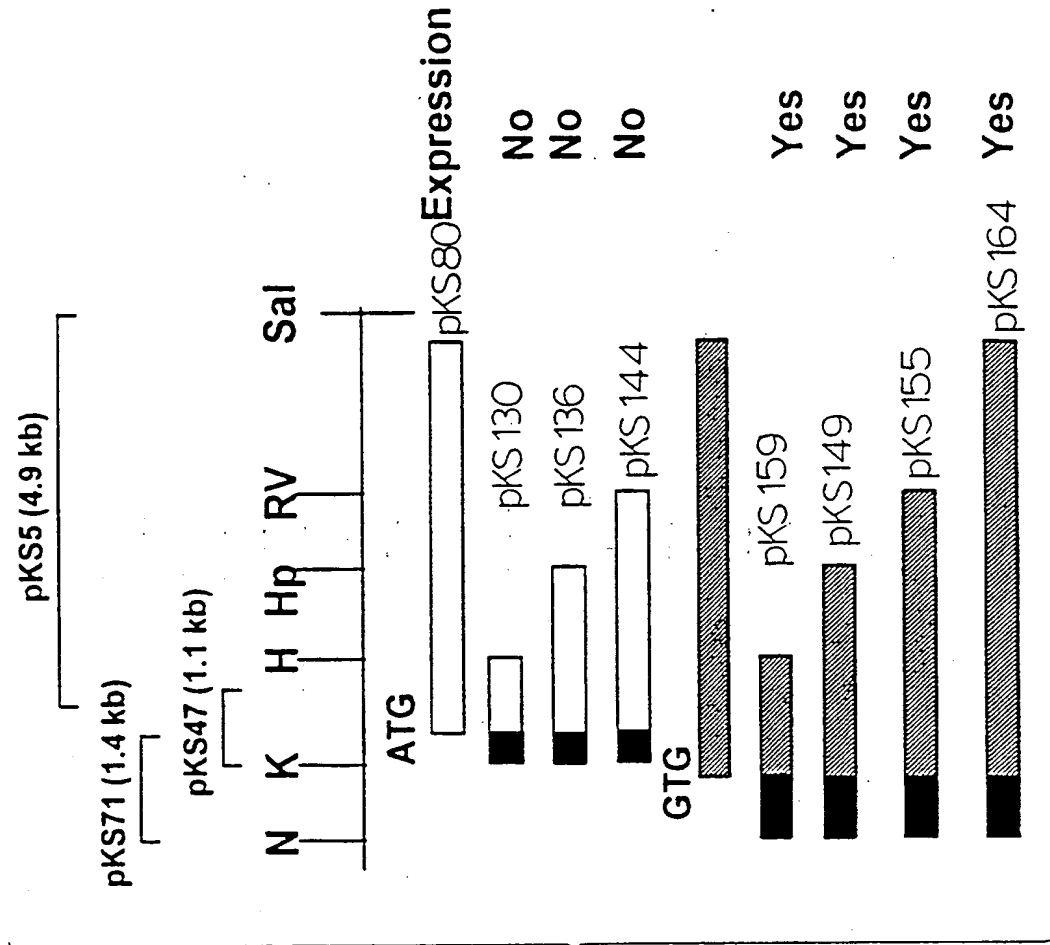 pKS5 (4.9 kb)
pKS71 (1.4 kb)
pKS47 (1.1 kb)
N K H Hp RV Sal
ATG
pKS80 Expression
pKS130 No
pKS136 No
pKS144 No
GTG
pKS159 Yes
pKS149 Yes
pKS155 Yes
pKS164 Yes